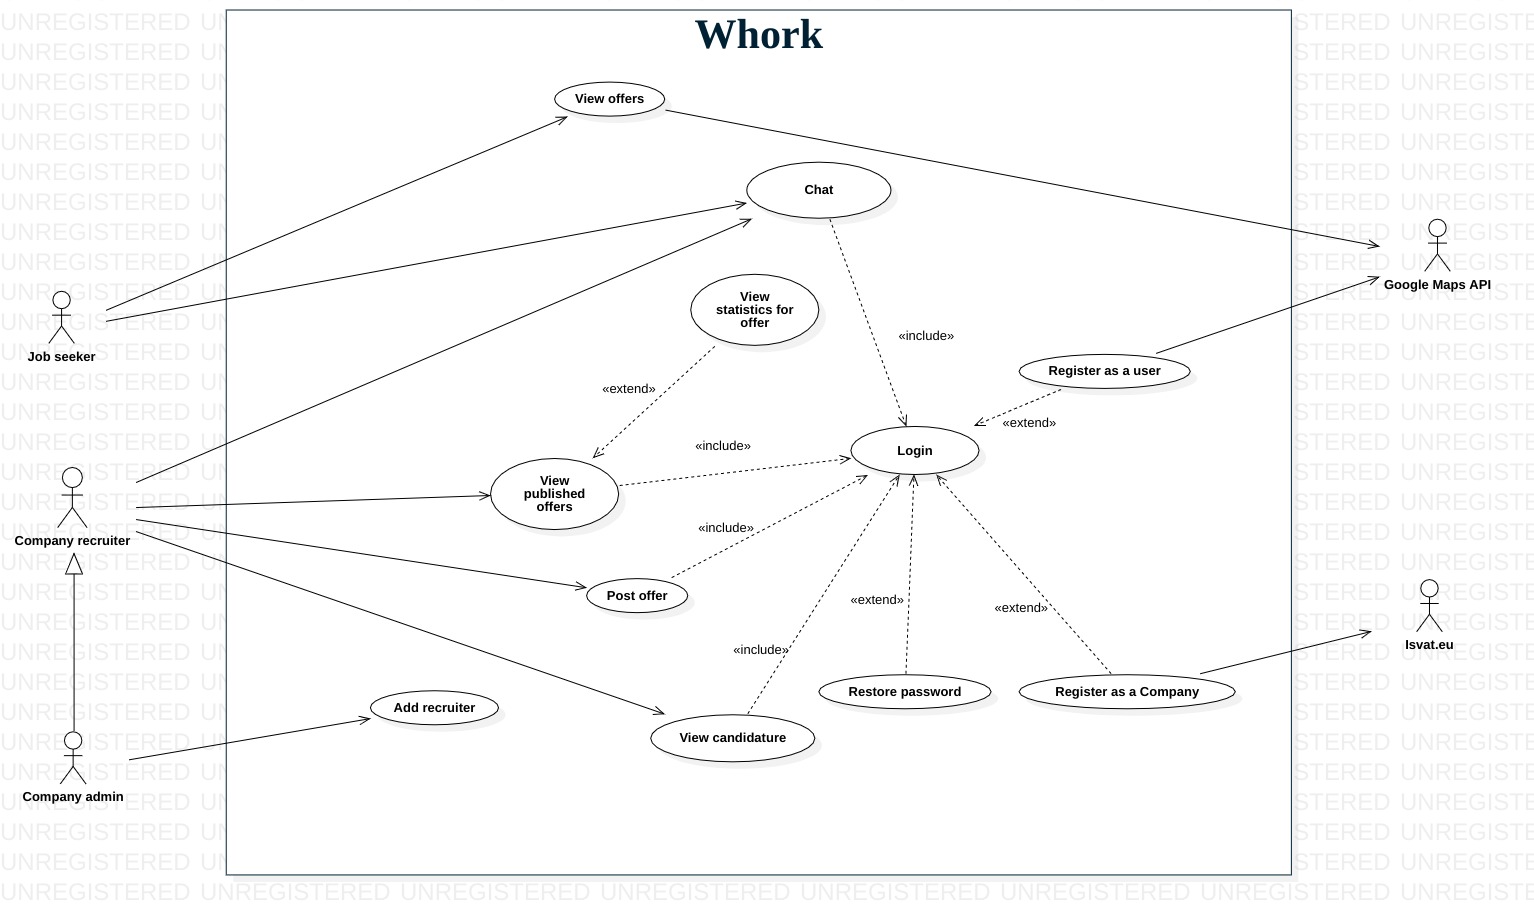 Whork
View offers
Chat
Google Maps API
View
statistics for
offer
«include»
Job seeker
Register as a user
«extend»
«extend»
«include»
Login
View
published
offers
«include»
Company recruiter
Post offer
«extend»
«extend»
Isvat.eu
«include»
Restore password
Register as a Company
Add recruiter
View candidature
Company admin
UNREGISTERED UNREGISTERED UNREGISTERED UNREGISTERED UNREGISTERED UNREGISTERED UNREGISTERED UNREGISTE